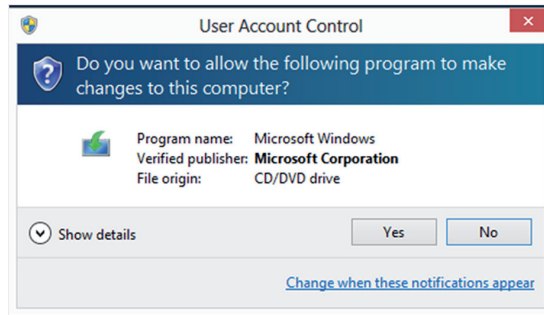 User Account Control
Do you want to allow the following program to make
changes to this computer?
Program name: Microsoft Windows
Verified publisher: Microsoft Corporation
File origin: CD/DVD drive
Show details
Yes
No
Change when these notifications appear